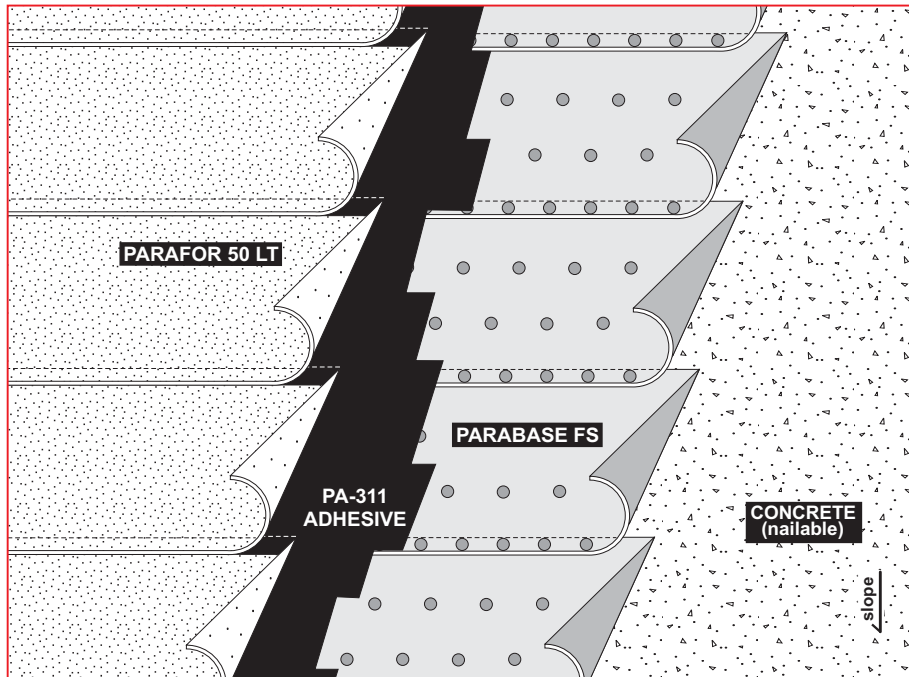 PARAFOR 50 LT
PARABASE FS
PA-311
ADHESIVE
CONCRETE
(nailable)
slope